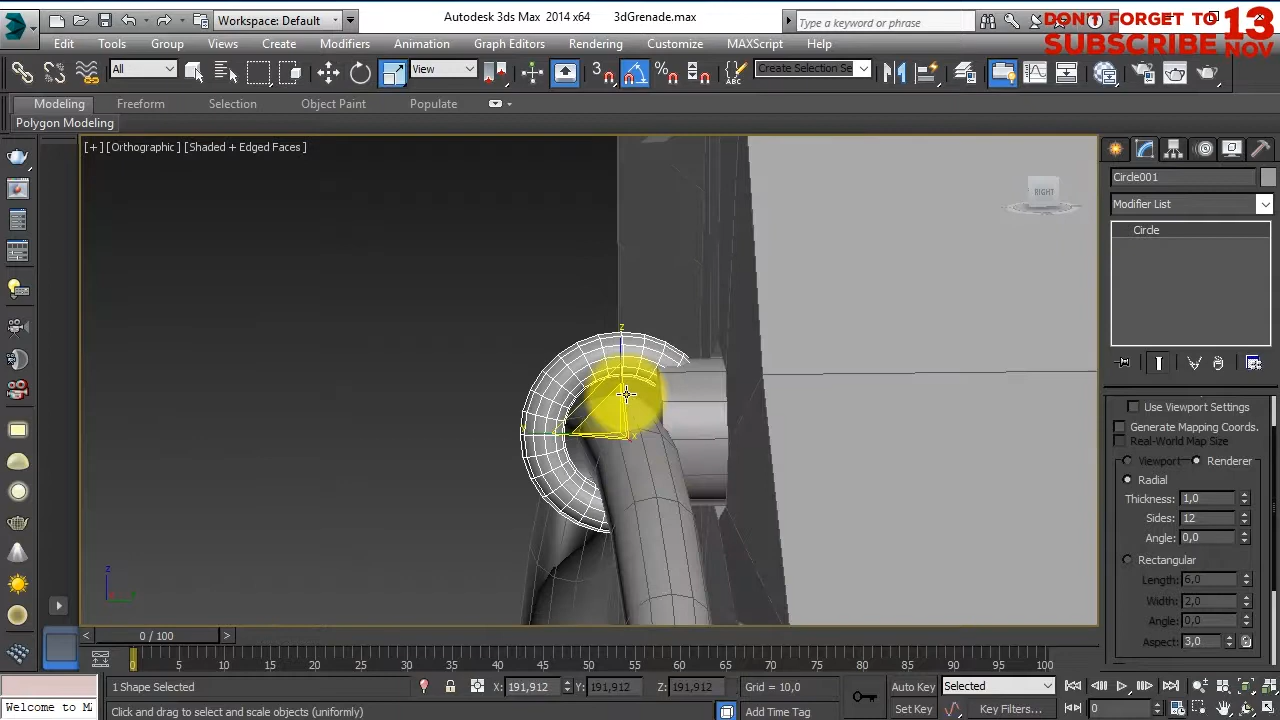 Workspace: Default
Autodesk 3ds Max 2014 x64
3dGrenade.max
Type a keyword or phrase
DON'T FORGET TO
SUBSCRIBE
13
NOV
Edit
Tools
Group
Views
Create
Modifiers
Animation
Graph Editors
Rendering
Customize
MAXScript
Help
All
View
3
Create Selection Se
ABC
Modeling
Freeform
Selection
Object Paint
Populate
Polygon Modeling
[+] [Orthographic] [Shaded + Edged Faces]
RIGHT
Circle001
Modifier List
Circle
Use Viewport Settings
Generate Mapping Coords.
Real-World Map Size
Viewport
Renderer
Radial
Thickness: 1,0
Sides: 12
Angle: 0,0
Rectangular
Length: 6,0
Width: 2,0
Angle: 0,0
Aspect: 3,0
z
x
z
< 0 / 100 >
0 5 10 15 20 25 30 35 40 45 50 55 60 65 70 75 80 85 90 95 100
1 Shape Selected
X: 191,912
Y: 191,912
Z: 191,912
Grid = 10,0
Auto Key
Selected
Welcome to M
Click and drag to select and scale objects (uniformly)
Add Time Tag
Set Key
Key Filters...
0